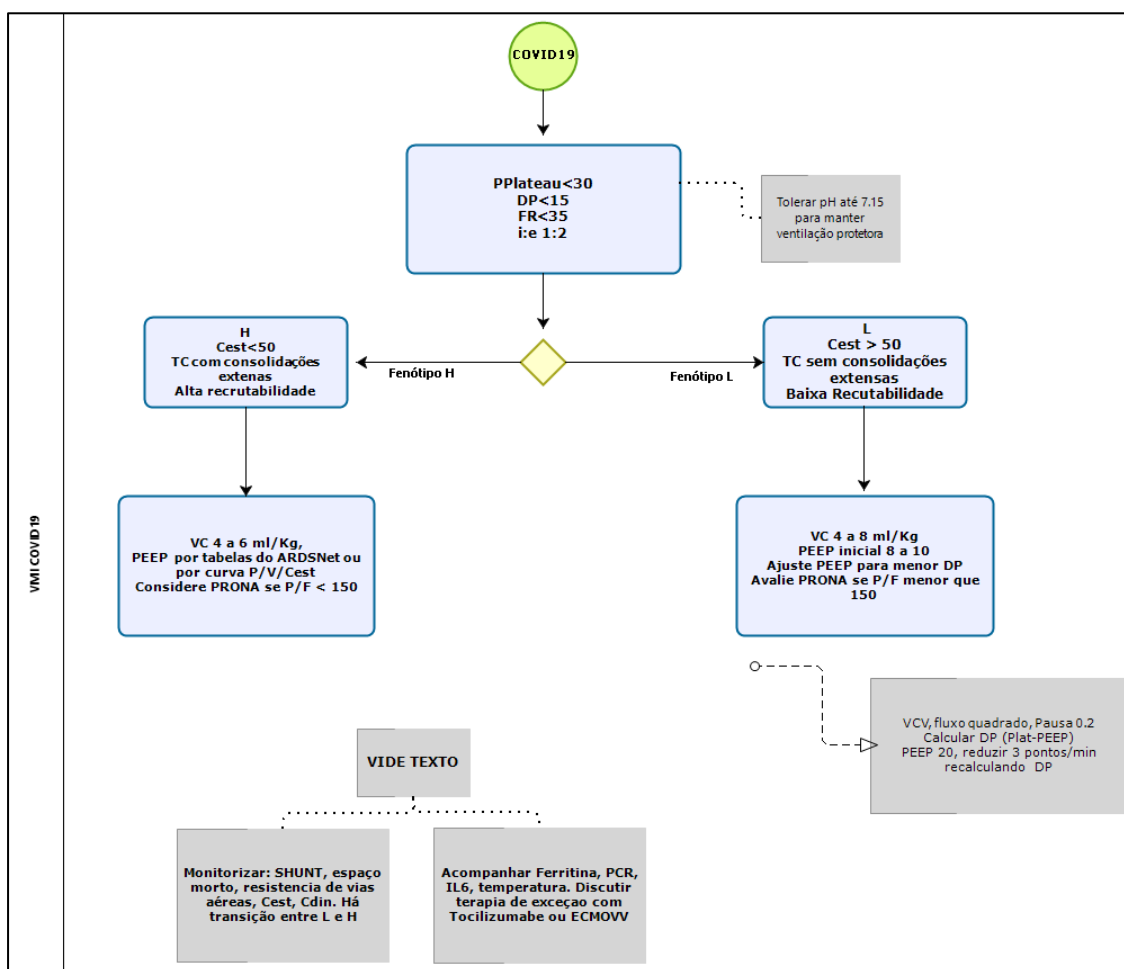 VMI COVID19
COVID19
PPlateau<30
DP<15
FR<35
i:e 1:2
Tolerar pH até 7.15
para manter
ventilação protetora
H
Cest<50
TC com consolidações
extenas
Alta recrutabilidade
Fenótipo H
Fenótipo L
L
Cest > 50
TC sem consolidações
extensas
Baixa Recutabilidade
VC 4 a 6 ml/Kg,
PEEP por tabelas do ARDSNet ou
por curva P/V/Cest
Considere PRONA se P/F < 150
VC 4 a 8 ml/Kg
PEEP inicial 8 a 10
Ajuste PEEP para menor DP
Avalie PRONA se P/F menor que
150
VCV, fluxo quadrado, Pausa 0.2
Calcular DP (Plat-PEEP)
PEEP 20, reduzir 3 pontos/min
recalculando DP
VIDE TEXTO
Monitorizar: SHUNT, espaço
morto, resistencia de vias
aéreas, Cest, Cdin. Há
transição entre L e H
Acompanhar Ferritina, PCR,
IL6, temperatura. Discutir
terapia de exceçao com
Tocilizumabe ou ECMOVV